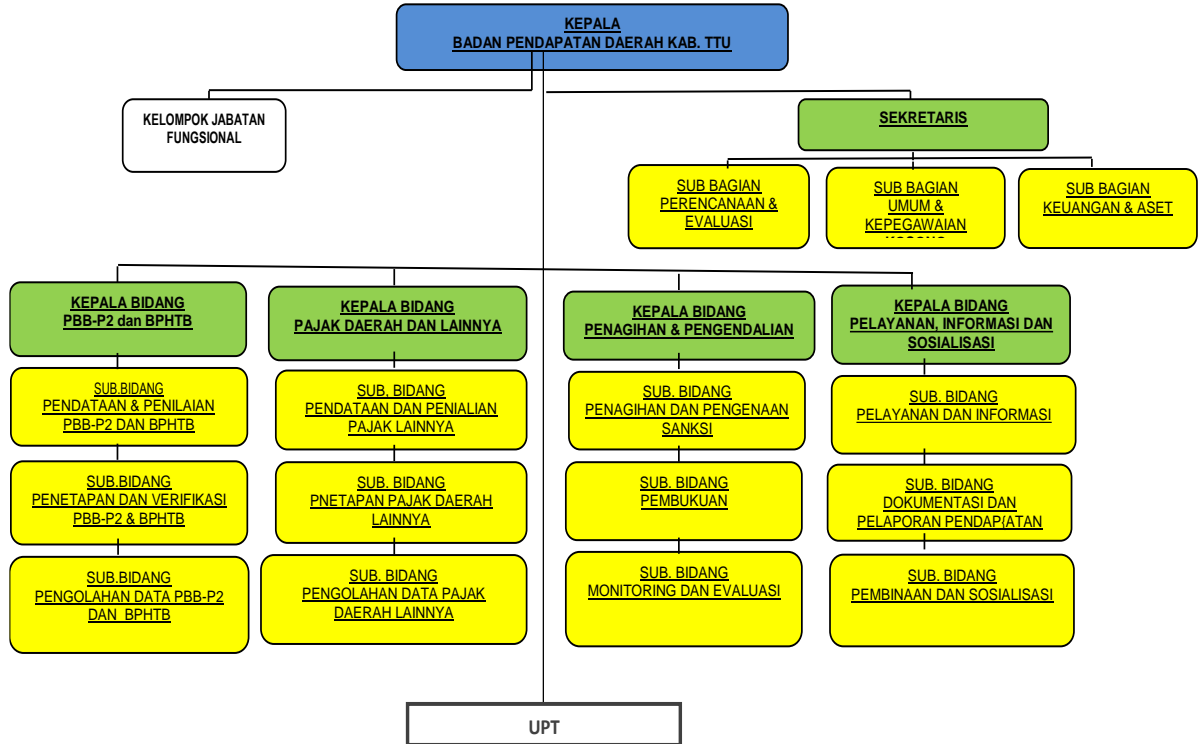 KEPALA
BADAN PENDAPATAN DAERAH KAB. TTU
KELOMPOK JABATAN
FUNGSIONAL
SEKRETARIS
SUB BAGIAN
PERENCANAAN &
EVALUASI
SUB BAGIAN
UMUM &
KEPEGAWAIAN
SUB BAGIAN
KEUANGAN & ASET
KEPALA BIDANG
PBB-P2 dan BPHTB
KEPALA BIDANG
PAJAK DAERAH DAN LAINNYA
KEPALA BIDANG
PENAGIHAN & PENGENDALIAN
KEPALA BIDANG
PELAYANAN, INFORMASI DAN
SOSIALISASI
SUB.BIDANG
PENDATAAN & PENILAIAN
PBB-P2 DAN BPHTB
SUB, BIDANG
PENDATAAN DAN PENIALIAN
PAJAK LAINNYA
SUB. BIDANG
PENAGIHAN DAN PENGENAAN
SANKSI
SUB. BIDANG
PELAYANAN DAN INFORMASI
SUB.BIDANG
PENETAPAN DAN VERIFIKASI
PBB-P2 & BPHTB
SUB. BIDANG
PNETAPAN PAJAK DAERAH
LAINNYA
SUB. BIDANG
PEMBUKUAN
SUB. BIDANG
DOKUMENTASI DAN
PELAPORAN PENDAP{ATAN
SUB.BIDANG
PENGOLAHAN DATA PBB-P2
DAN BPHTB
SUB. BIDANG
PENGOLAHAN DATA PAJAK
DAERAH LAINNYA
SUB. BIDANG
MONITORING DAN EVALUASI
SUB. BIDANG
PEMBINAAN DAN SOSIALISASI
UPT